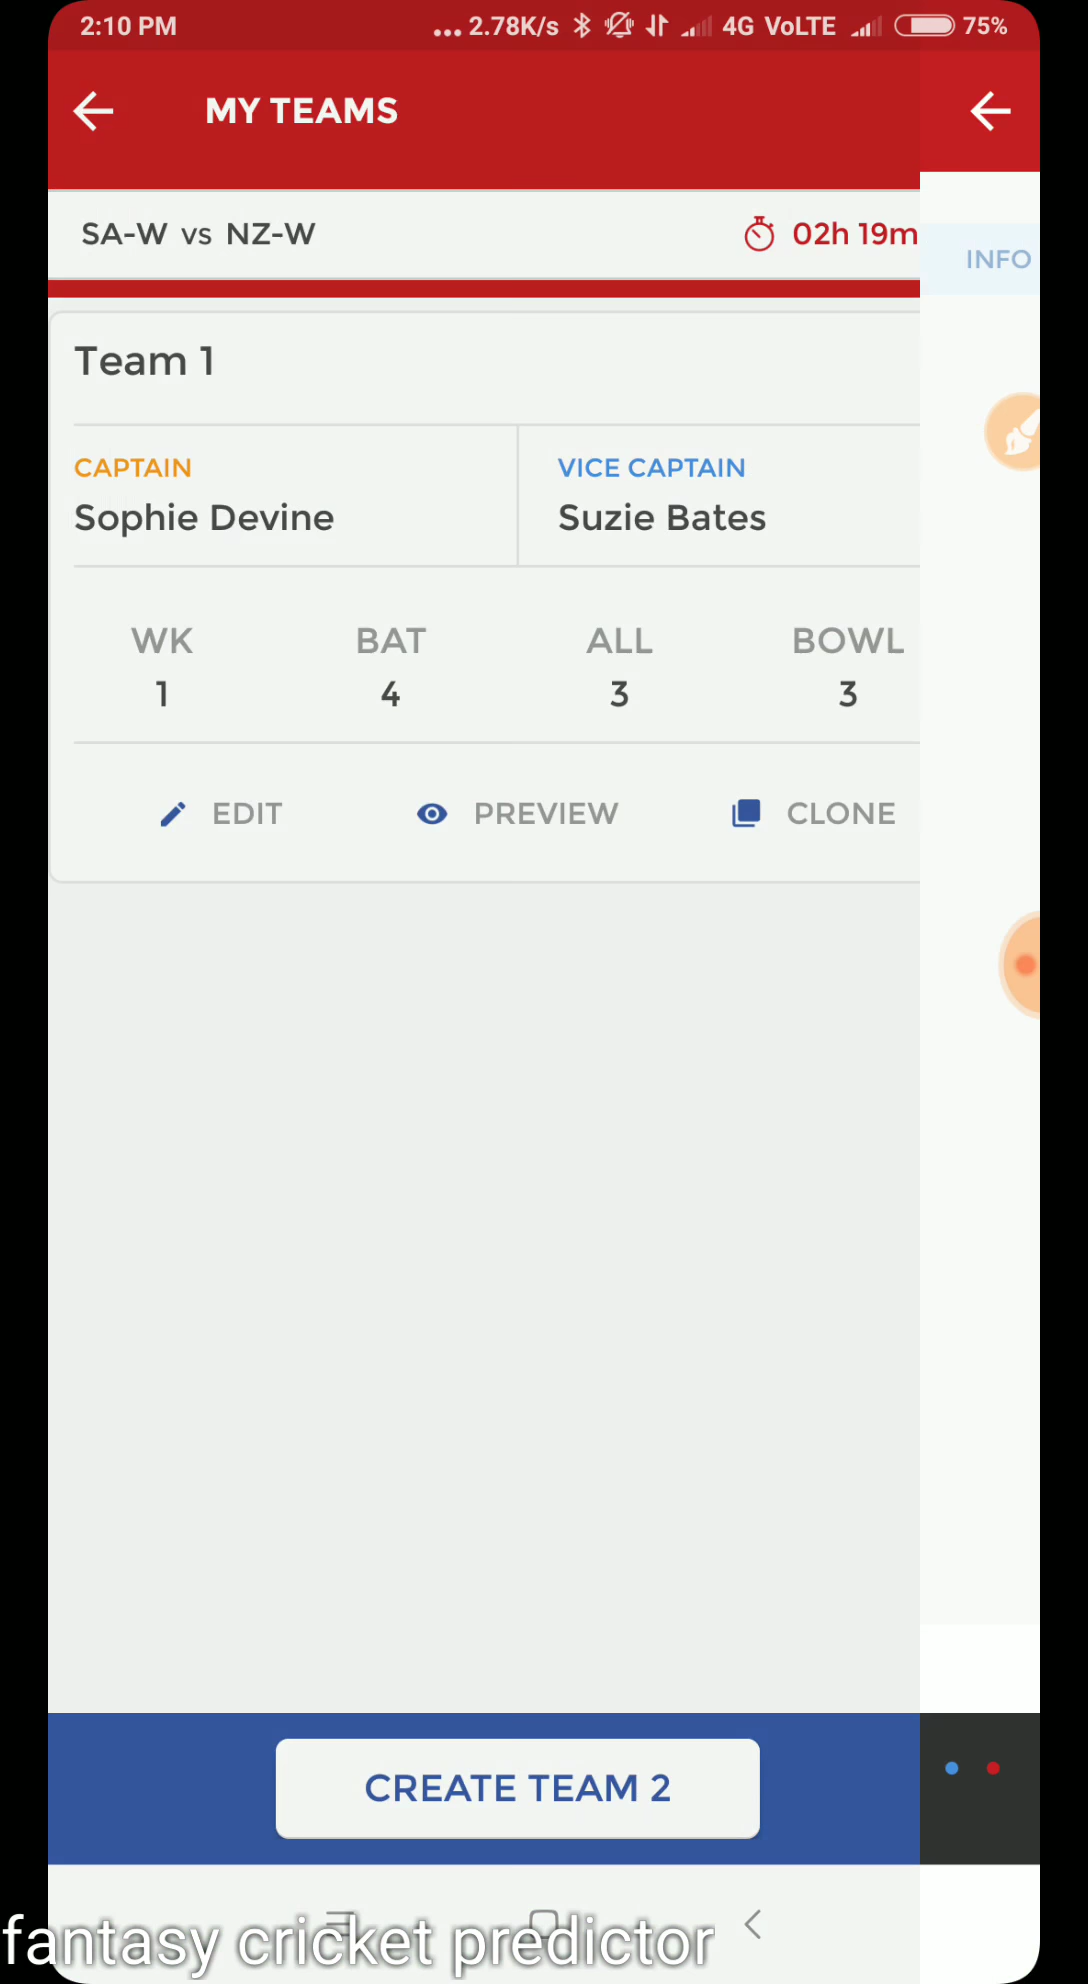 2:10 PM ... 2.78K/s 4G VoLTE 75%
MY TEAMS
SA-W vs NZ-W 02h 19m
INFO
Team 1
CAPTAIN VICE CAPTAIN
Sophie Devine Suzie Bates
WK BAT ALL BOWL
1 4 3 3
EDIT PREVIEW CLONE
CREATE TEAM 2
fantasy cricket predictor